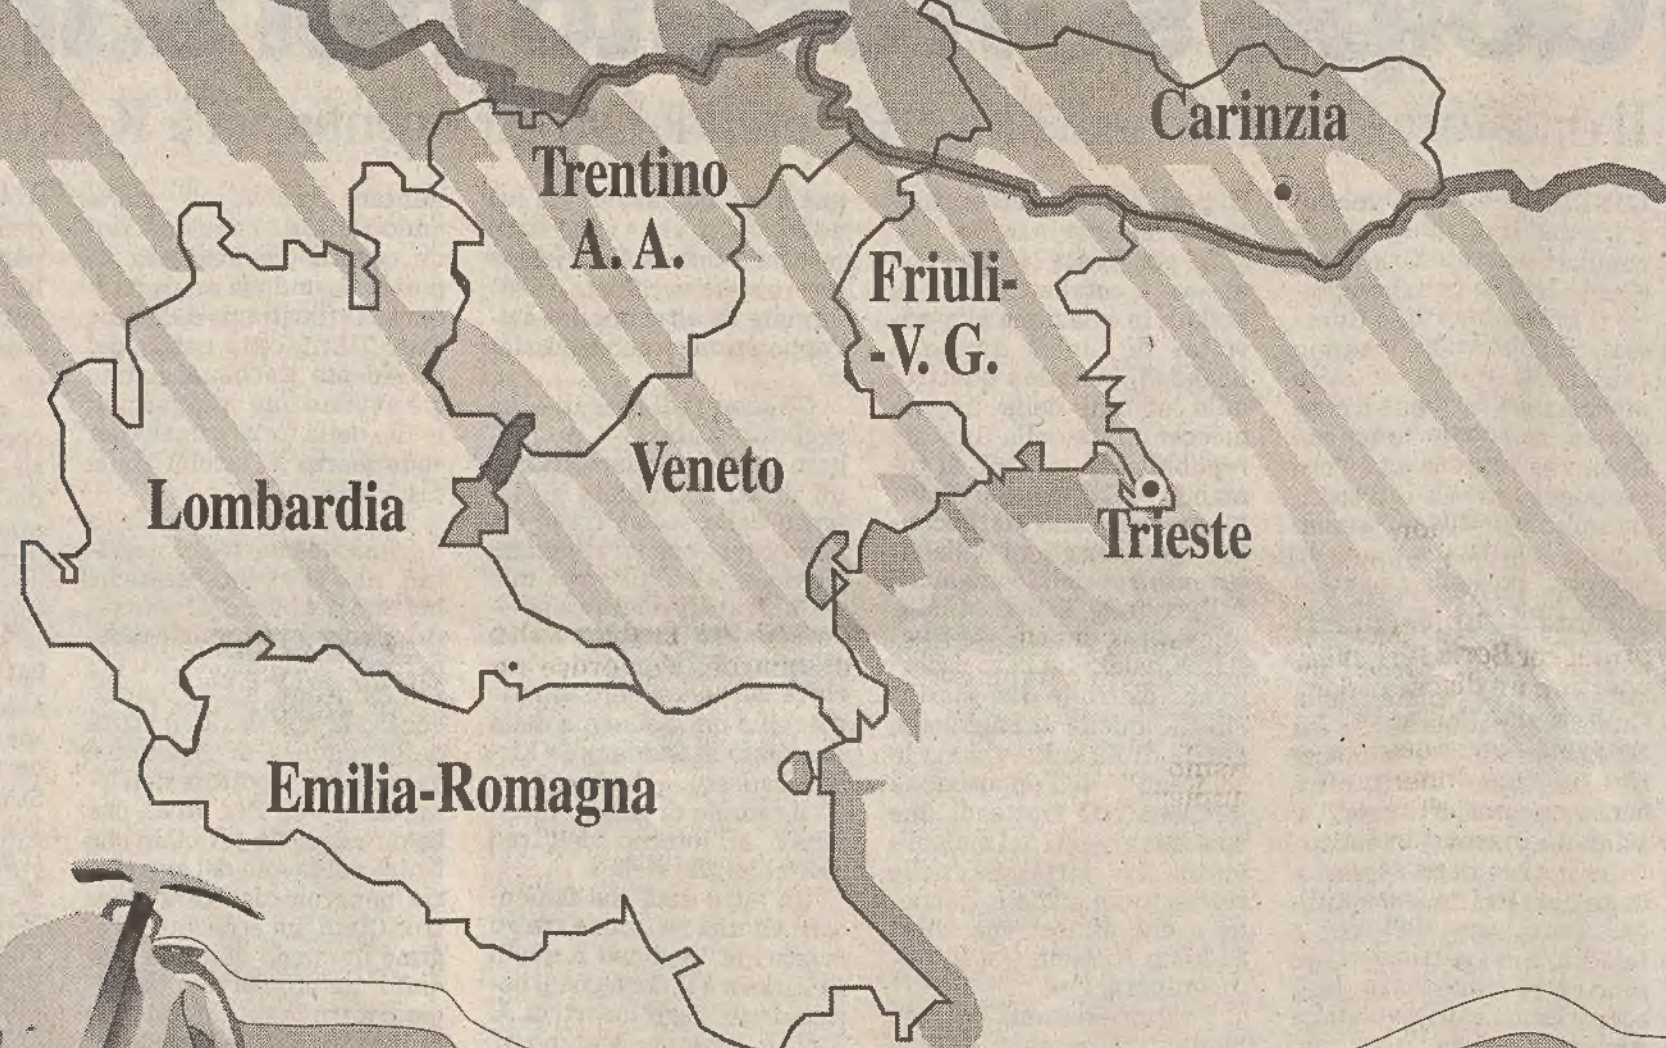 Carinzia
Trentino
A. A.
Friuli-
-V. G.
Veneto
Lombardia
Trieste
Emilia-Romagna